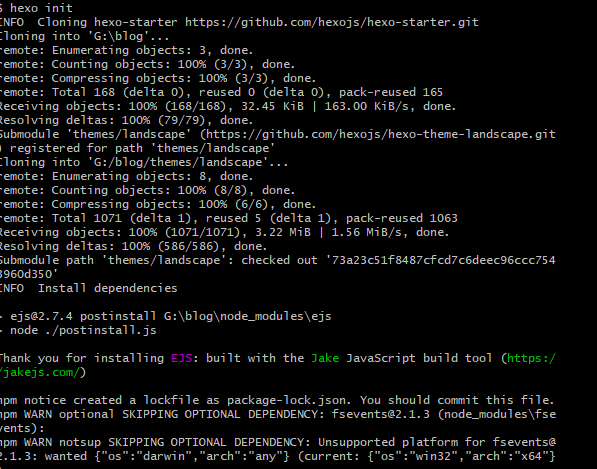 $ hexo init
INFO  Cloning hexo-starter https://github.com/hexojs/hexo-starter.git
Cloning into 'G:\blog'...
remote: Enumerating objects: 3, done.
remote: Counting objects: 100% (3/3), done.
remote: Compressing objects: 100% (3/3), done.
remote: Total 168 (delta 0), reused 0 (delta 0), pack-reused 165
Receiving objects: 100% (168/168), 32.45 KiB | 163.00 KiB/s, done.
Resolving deltas: 100% (79/79), done.
Submodule 'themes/landscape' (https://github.com/hexojs/hexo-theme-landscape.git
) registered for path 'themes/landscape'
Cloning into 'G:/blog/themes/landscape'...
remote: Enumerating objects: 8, done.
remote: Counting objects: 100% (8/8), done.
remote: Compressing objects: 100% (6/6), done.
remote: Total 1071 (delta 1), reused 5 (delta 1), pack-reused 1063
Receiving objects: 100% (1071/1071), 3.22 MiB | 1.56 MiB/s, done.
Resolving deltas: 100% (586/586), done.
Submodule path 'themes/landscape': checked out '73a23c51f8487cfcd7c6deec96ccc754
3960d350'
INFO  Install dependencies
> ejs@2.7.4 postinstall G:\blog\node_modules\ejs
> node ./postinstall.js
Thank you for installing EJS: built with the Jake JavaScript build tool (https:/
/jakejs.com/)
npm notice created a lockfile as package-lock.json. You should commit this file.
npm WARN optional SKIPPING OPTIONAL DEPENDENCY: fsevents@2.1.3 (node_modules\fse
vents):
npm WARN notsup SKIPPING OPTIONAL DEPENDENCY: Unsupported platform for fsevents@
2.1.3: wanted {"os":"darwin","arch":"any"} (current: {"os":"win32","arch":"x64"}